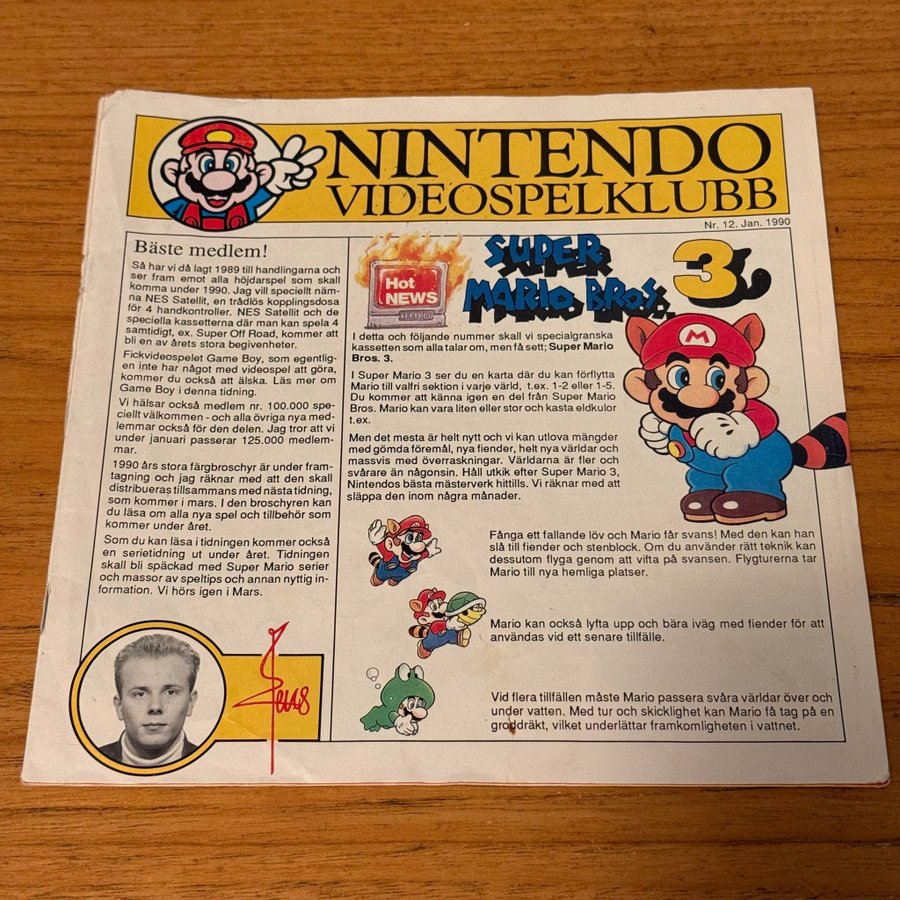 NINTENDO
VIDEOSPELKLUBB
Nr. 12. Jan. 1990
Bäste medlem!
Så har vi då lagt 1989 till handlingarna och
ser fram emot alla höjdarspel som skall
komma under 1990. Jag vill speciellt näm-
na NES Satellit, en trådlös kopplingsdosa
för 4 handkontroller. NES Satellit och de
speciella kassetterna där man kan spela 4
samtidigt, ex. Super Off Road, kommer att
bli en av årets stora begivenheter.
Fickvideospelet Game Boy, som egentlig-
en inte har något med videospel att göra,
kommer du också att älska. Läs mer om
Game Boy i denna tidning.
Vi hälsar också medlem nr. 100.000 spe-
ciellt välkommen - och alla övriga nya med-
lemmar också för den delen. Jag tror att vi
under januari passerar 125.000 medlem-
mar.
1990 års stora färgbroschyr är under fram-
tagning och jag räknar med att den skall
distribueras tillsammans med nästa tidning,
som kommer i mars. I den broschyren kan
du läsa om alla nya spel och tillbehör som
kommer under året.
Som du kan läsa i tidningen kommer också
en serietidning ut under året. Tidningen
skall bli späckad med Super Mario serier
och massor av speltips och annan nyttig in-
formation. Vi hörs igen i Mars.
Hot
NEWS
SUPER
MARIO BROS.
3
I detta och följande nummer skall vi specialgranska
kassetten som alla talar om, men få sett; Super Mario
Bros. 3.
I Super Mario 3 ser du en karta där du kan förflytta
Mario till valfri sektion i varje värld, t.ex. 1-2 eller 1-5.
Du kommer att känna igen en del från Super Mario
Bros. Mario kan vara liten eller stor och kasta eldkulor
t.ex.
Men det mesta är helt nytt och vi kan utlova mängder
med gömda föremål, nya fiender, helt nya världar och
massvis med överraskningar. Världarna är fler och
svårare än någonsin. Håll utkik efter Super Mario 3,
Nintendos bästa mästerverk hittills. Vi räknar med att
släppa den inom några månader.
M
Fånga ett fallande löv och Mario får svans! Med den kan han
slå till fiender och stenblock. Om du använder rätt teknik kan
dessutom flyga genom att vifta på svansen. Flygturerna tar
Mario till nya hemliga platser.
Mario kan också lyfta upp och bära iväg med fiender för att
användas vid ett senare tillfälle.
Vid flera tillfällen måste Mario passera svåra världar över och
under vatten. Med tur och skicklighet kan Mario få tag på en
groddräkt, vilket underlättar framkomligheten i vattnet.